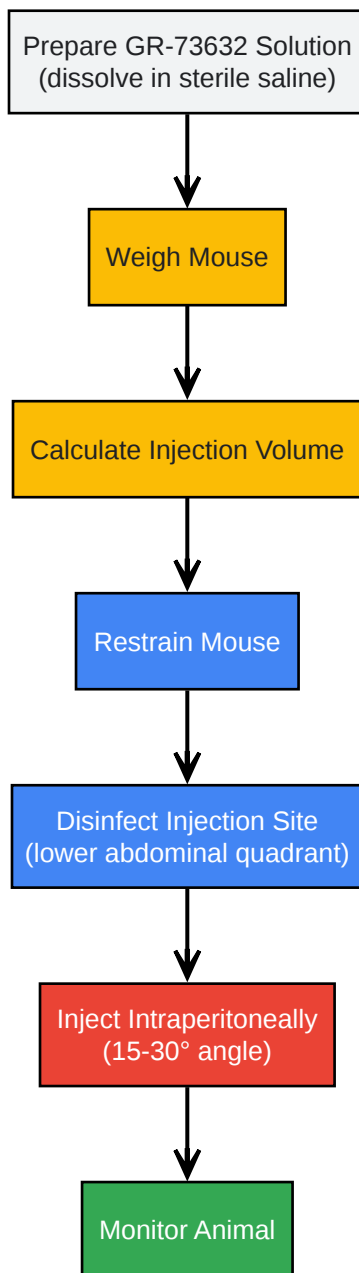 Prepare GR-73632 Solution
(dissolve in sterile saline)
Weigh Mouse
Calculate Injection Volume
Restrain Mouse
Disinfect Injection Site
(lower abdominal quadrant)
Inject Intraperitoneally
(15-30° angle)
Monitor Animal